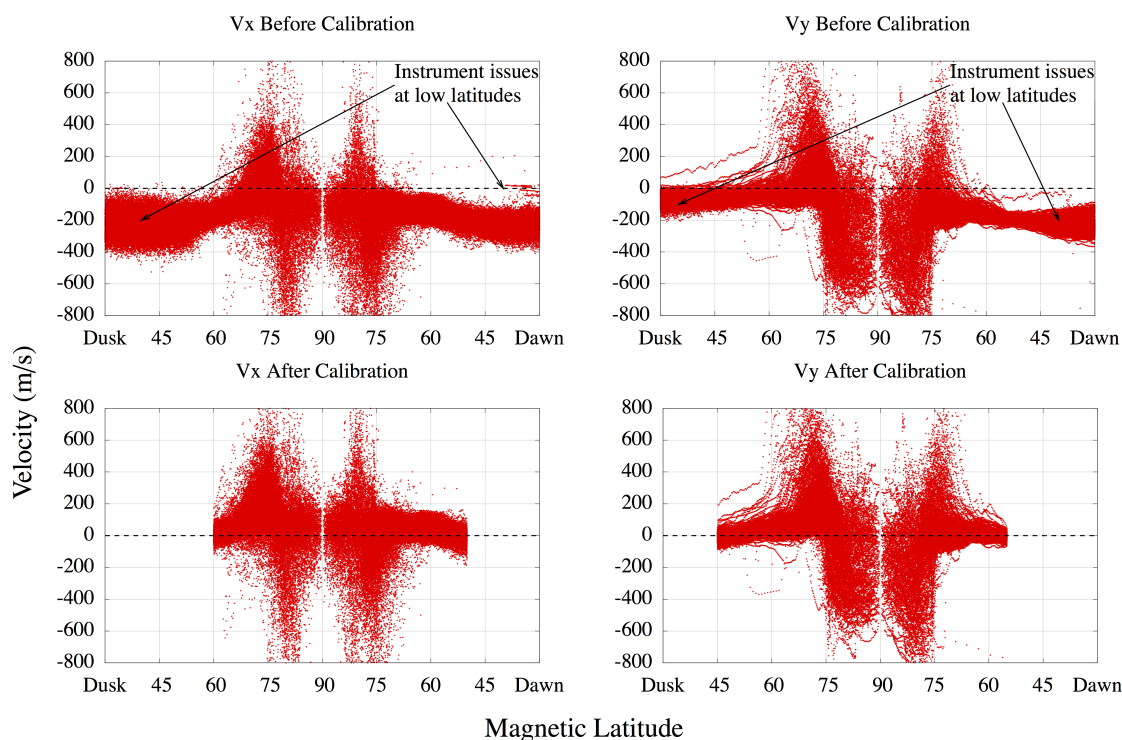 Vx Before Calibration
800
600
400
200
0
-200
-400
-600
-800
Instrument issues
at low latitudes
Dusk 45 60 75 90 75 60 45 Dawn
Vy Before Calibration
800
600
400
200
0
-200
-400
-600
-800
Instrument issues
at low latitudes
Dusk 45 60 75 90 75 60 45 Dawn
Velocity (m/s)
Vx After Calibration
800
600
400
200
0
-200
-400
-600
-800
Dusk 45 60 75 90 75 60 45 Dawn
Vy After Calibration
800
600
400
200
0
-200
-400
-600
-800
Dusk 45 60 75 90 75 60 45 Dawn
Magnetic Latitude